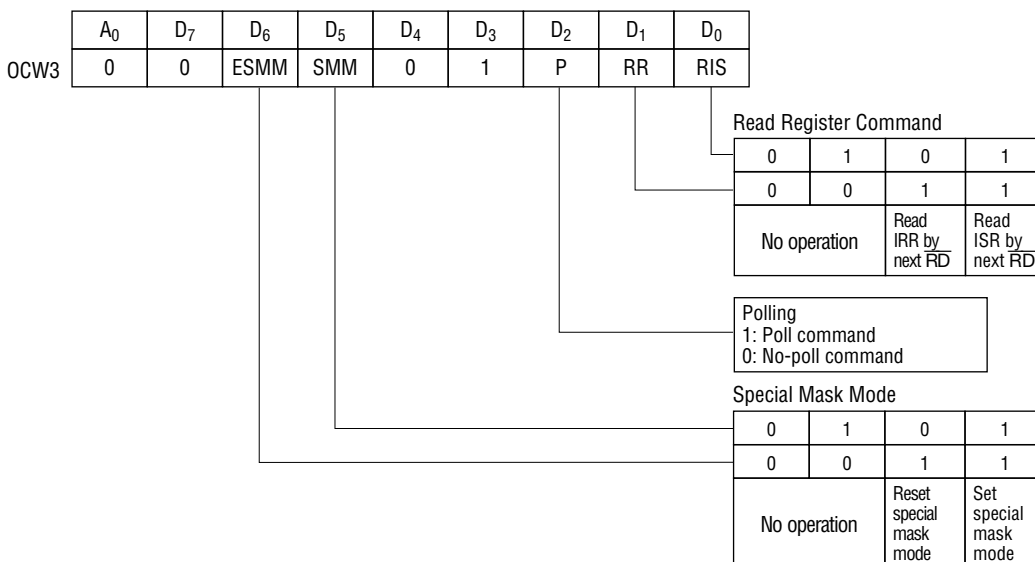 A0 D7 D6 D5 D4 D3 D2 D1 D0
OCW3 0 0 ESMM SMM 0 1 P RR RIS
Read Register Command
0 1 0 1
0 0 1 1
No operation
Read
IRR by
next R̅D̅
Read
ISR by
next R̅D̅
Polling
1: Poll command
0: No-poll command
Special Mask Mode
0 1 0 1
0 0 1 1
No operation
Reset
special
mask
mode
Set
special
mask
mode